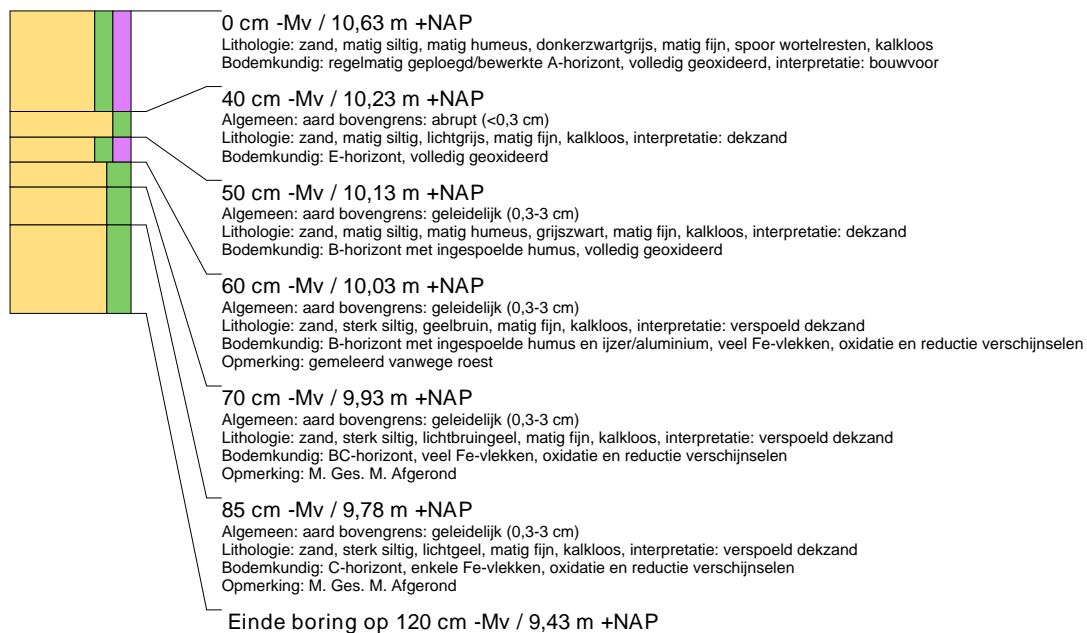 0 cm -Mv / 10,63 m +NAP
Lithologie: zand, matig siltig, matig humeus, donkerzwartgrijs, matig fijn, spoor wortelresten, kalkloos
Bodemkundig: regelmatig geploegd/bewerkte A-horizont, volledig geoxideerd, interpretatie: bouwvoor
40 cm -Mv / 10,23 m +NAP
Algemeen: aard bovengrens: abrupt (<0,3 cm)
Lithologie: zand, matig siltig, lichtgrijs, matig fijn, kalkloos, interpretatie: dekzand
Bodemkundig: E-horizont, volledig geoxideerd
50 cm -Mv / 10,13 m +NAP
Algemeen: aard bovengrens: geleidelijk (0,3-3 cm)
Lithologie: zand, matig siltig, matig humeus, grijszwart, matig fijn, kalkloos, interpretatie: dekzand
Bodemkundig: B-horizont met ingespoelde humus, volledig geoxideerd
60 cm -Mv / 10,03 m +NAP
Algemeen: aard bovengrens: geleidelijk (0,3-3 cm)
Lithologie: zand, sterk siltig, geelbruin, matig fijn, kalkloos, interpretatie: verspoeld dekzand
Bodemkundig: B-horizont met ingespoelde humus en ijzer/aluminium, veel Fe-vlekken, oxidatie en reductie verschijnselen
Opmerking: gemeleerd vanwege roest
70 cm -Mv / 9,93 m +NAP
Algemeen: aard bovengrens: geleidelijk (0,3-3 cm)
Lithologie: zand, sterk siltig, lichtbruingeel, matig fijn, kalkloos, interpretatie: verspoeld dekzand
Bodemkundig: BC-horizont, veel Fe-vlekken, oxidatie en reductie verschijnselen
Opmerking: M. Ges. M. Afgerond
85 cm -Mv / 9,78 m +NAP
Algemeen: aard bovengrens: geleidelijk (0,3-3 cm)
Lithologie: zand, sterk siltig, lichtgeel, matig fijn, kalkloos, interpretatie: verspoeld dekzand
Bodemkundig: C-horizont, enkele Fe-vlekken, oxidatie en reductie verschijnselen
Opmerking: M. Ges. M. Afgerond
Einde boring op 120 cm -Mv / 9,43 m +NAP